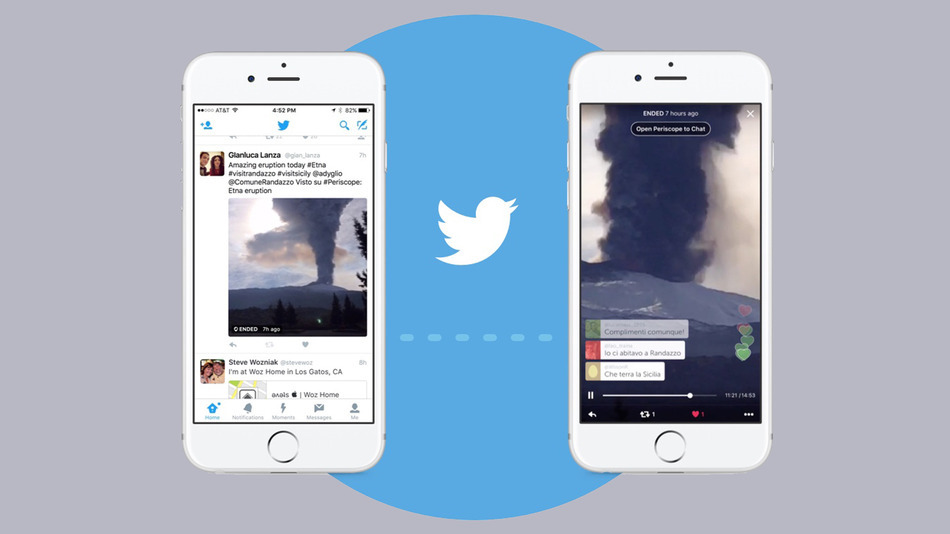 AT&T
4:52 PM
82%
Gianluca Lanza @gian_lanza 7h
Amazing eruption today #Etna
#visitrandazzo #visitsicily @adyglio
@ComuneRandazzo Visto su #Periscope:
Etna eruption
ENDED 7h ago
Steve Wozniak @stevewoz 8h
I'm at Woz Home in Los Gatos, CA
| Woz Home
Home
Notifications
Moments
Messages
Me
ENDED 7 hours ago
Open Periscope to Chat
Complimenti comunque!
Io ci abitavo a Randazzo
Che terra la Sicilia
11:21 / 14:53
1
1